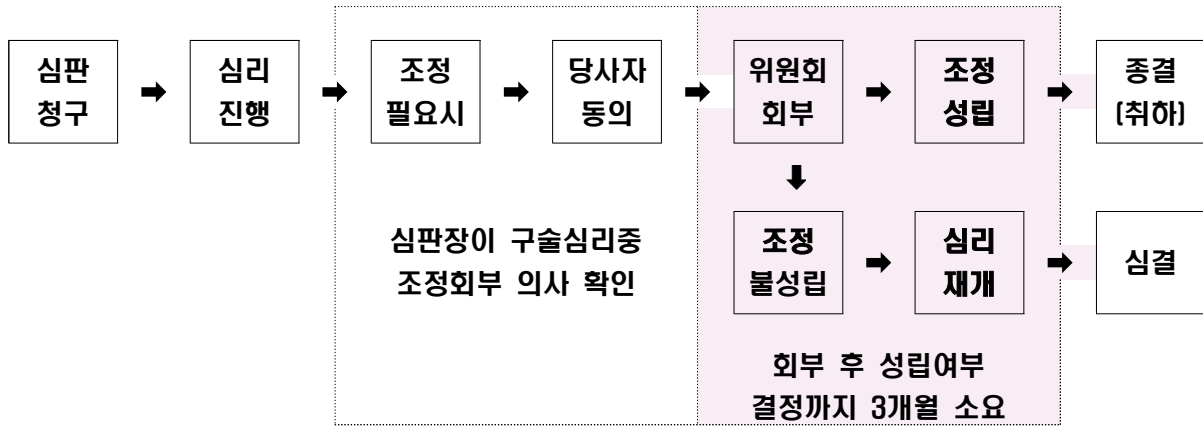 심판
청구
심리
진행
조정
필요시
당사자
동의
위원회
회부
조정
성립
종결
(취하)
심판장이 구술심리중
조정회부 의사 확인
조정
불성립
심리
재개
심결
회부 후 성립여부
결정까지 3개월 소요